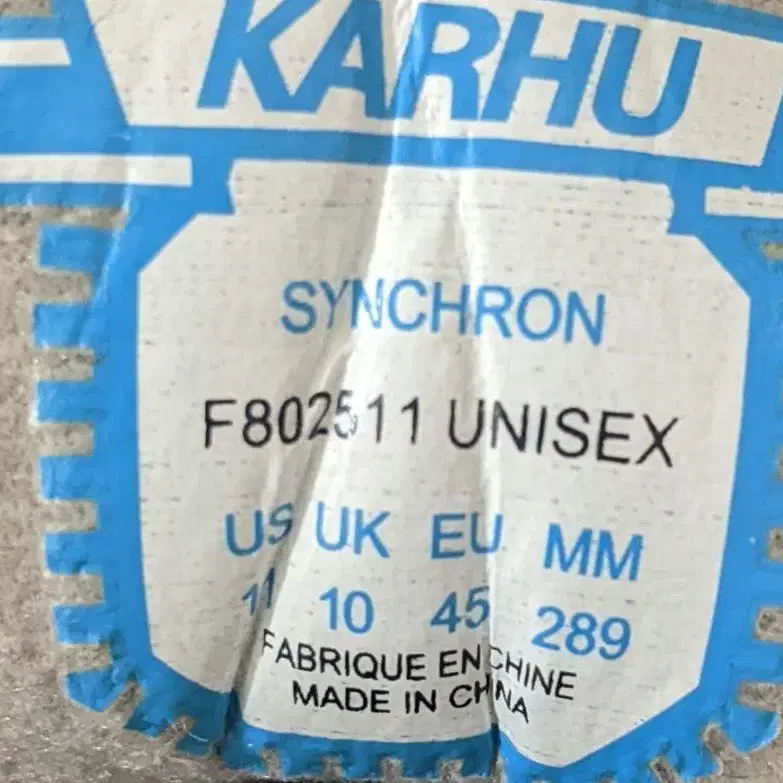 KARHU
SYNCHRON
F802511 UNISEX
US UK EU MM
11 10 45 289
FABRIQUE EN CHINE
MADE IN CHINA